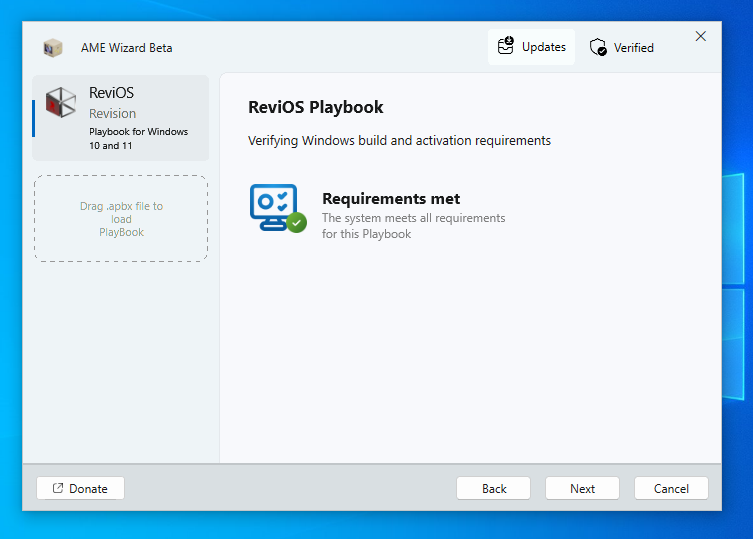 AME Wizard Beta
Updates
Verified
ReviOS
Revision
Playbook for Windows
10 and 11
Drag .apbx file to
load
PlayBook
ReviOS Playbook
Verifying Windows build and activation requirements
Requirements met
The system meets all requirements
for this Playbook
Donate
Back
Next
Cancel